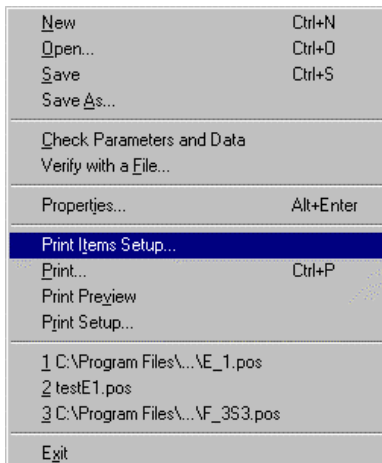 New Ctrl+N
Open... Ctrl+O
Save Ctrl+S
Save As...
Check Parameters and Data
Verify with a File...
Properties... Alt+Enter
Print Items Setup...
Print... Ctrl+P
Print Preview
Print Setup...
1 C:\Program Files\...\E_1.pos
2 testE1.pos
3 C:\Program Files\...\F_3S3.pos
Exit